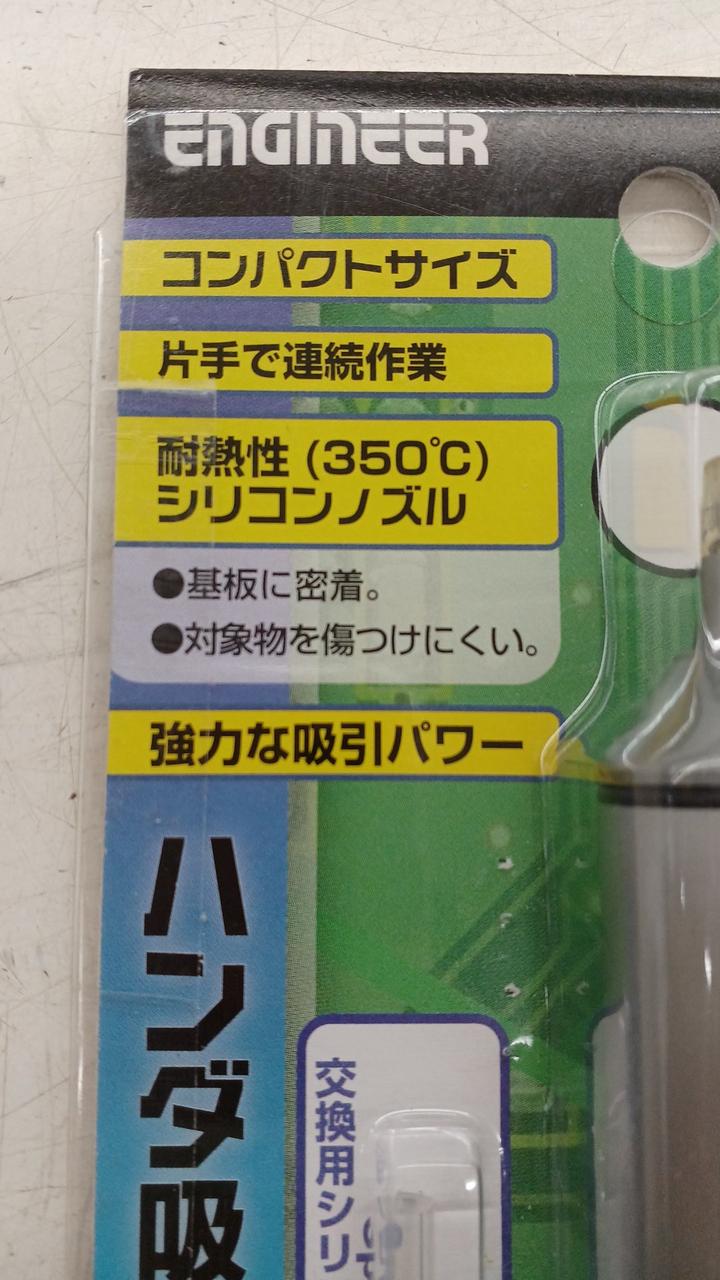 ENGINEER
コンパクトサイズ
片手で連続作業
耐熱性 (350℃)
シリコンノズル
●基板に密着。
●対象物を傷つけにくい。
強力な吸引パワー
ハンダ吸
交換用シリ